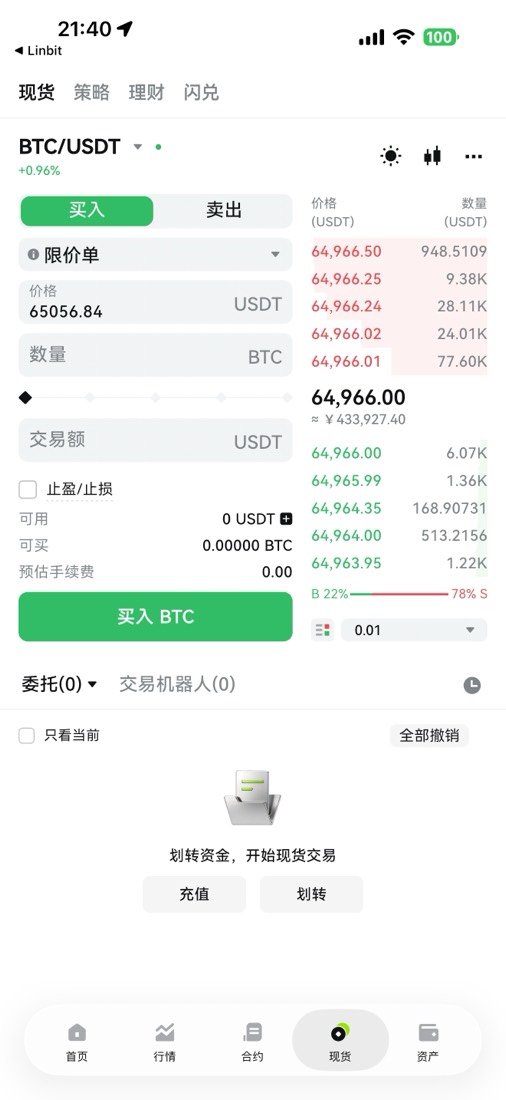 21:40
100
Linbit
现货 策略 理财 闪兑
BTC/USDT
+0.96%
买入 卖出
限价单
价格
65056.84 USDT
数量 BTC
交易额 USDT
止盈/止损
可用 0 USDT
可买 0.00000 BTC
预估手续费 0.00
买入 BTC
价格 数量
(USDT) (USDT)
64,966.50 948.5109
64,966.25 9.38K
64,966.24 28.11K
64,966.02 24.01K
64,966.01 77.60K
64,966.00
≈ ¥433,927.40
64,966.00 6.07K
64,965.99 1.36K
64,964.35 168.90731
64,964.00 513.2156
64,963.95 1.22K
B 22% 78% S
0.01
委托(0) 交易机器人(0)
只看当前 全部撤销
划转资金，开始现货交易
充值 划转
首页 行情 合约 现货 资产